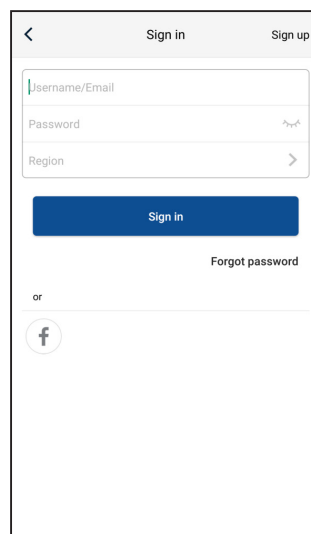 Sign in Sign up
Username/Email
Password
Region
Sign in
Forgot password
or
f